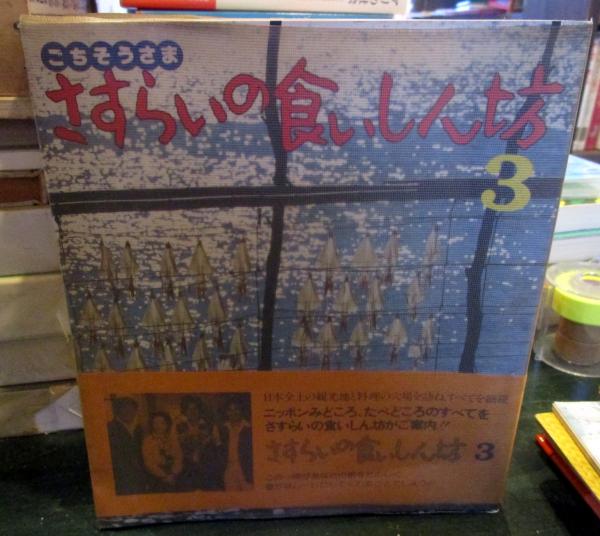 こちそうさま
さすらいの食いしん坊
3
日本全土の観光地と料理の穴場を訪ね、すべてを網羅
ニッポンみどころ、たべどころのすべてを
さすらいの食いしん坊がご案内!!
さすらいの食いしん坊 3